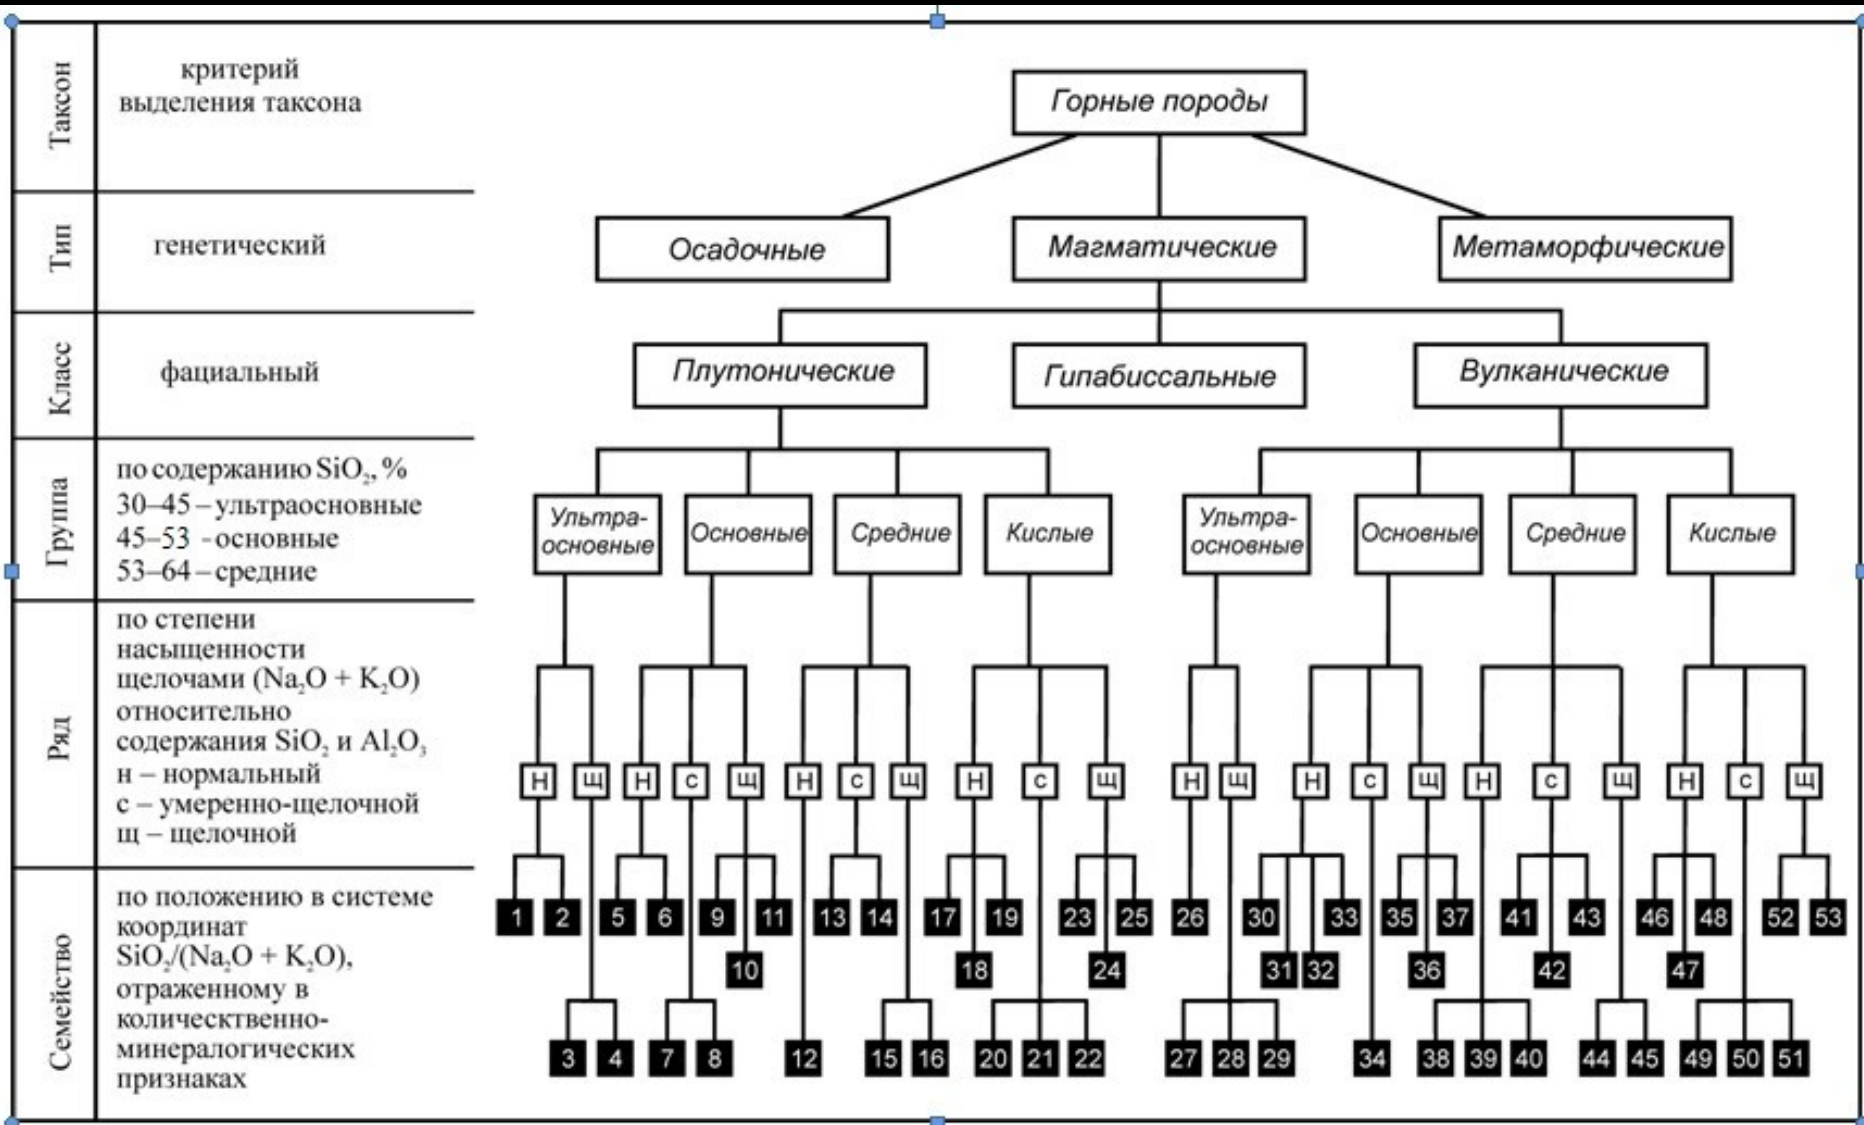 Таксон
критерий
выделения таксона
Горные породы
Тип
генетический
Осадочные
Магматические
Метаморфические
Класс
фациальный
Плутонические
Гипабиссальные
Вулканические
Группа
по содержанию SiO₂, %
30–45 – ультраосновные
45–53 -основные
53–64 – средние
Ультра-
основные
Основные
Средние
Кислые
Ультра-
основные
Основные
Средние
Кислые
Ряд
по степени
насыщенности
щелочами (Na₂O + K₂O)
относительно
содержания SiO₂ и Al₂O₃
н – нормальный
с – умеренно-щелочной
щ – щелочной
Н Щ Н С Щ Н С Щ Н С Щ Н Щ Н С Щ Н С Щ Н С Щ
Семейство
по положению в системе
координат
SiO₂/(Na₂O + K₂O),
отраженному в
колическтвенно-
минералогических
признаках
1 2 5 6 9 11 13 14 17 19 23 25 26 30 33 35 37 41 43 46 48 52 53
10 18 24 31 32 36 42 47
3 4 7 8 12 15 16 20 21 22 27 28 29 34 38 39 40 44 45 49 50 51